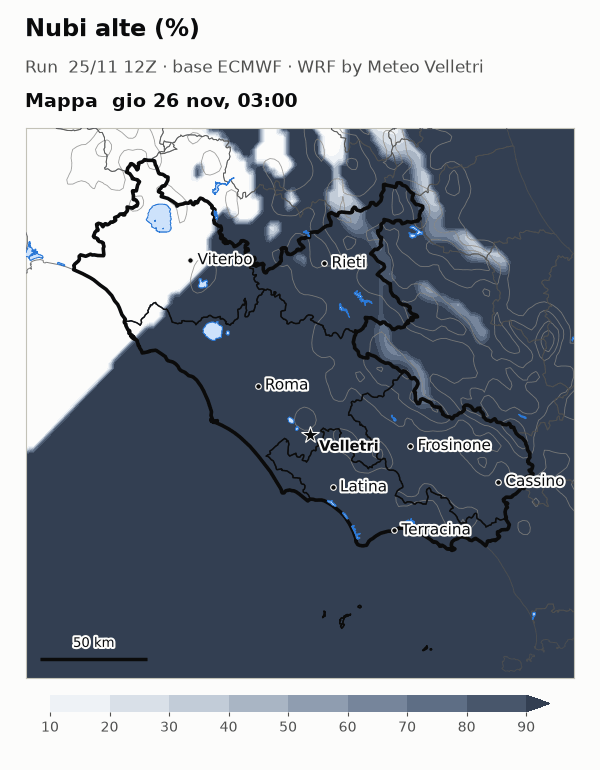 Nubi alte (%)
Run  25/11 12Z · base ECMWF · WRF by Meteo Velletri
Mappa  gio 26 nov, 03:00
Viterbo
Rieti
Roma
Velletri
Frosinone
Latina
Cassino
Terracina
50 km
10 20 30 40 50 60 70 80 90